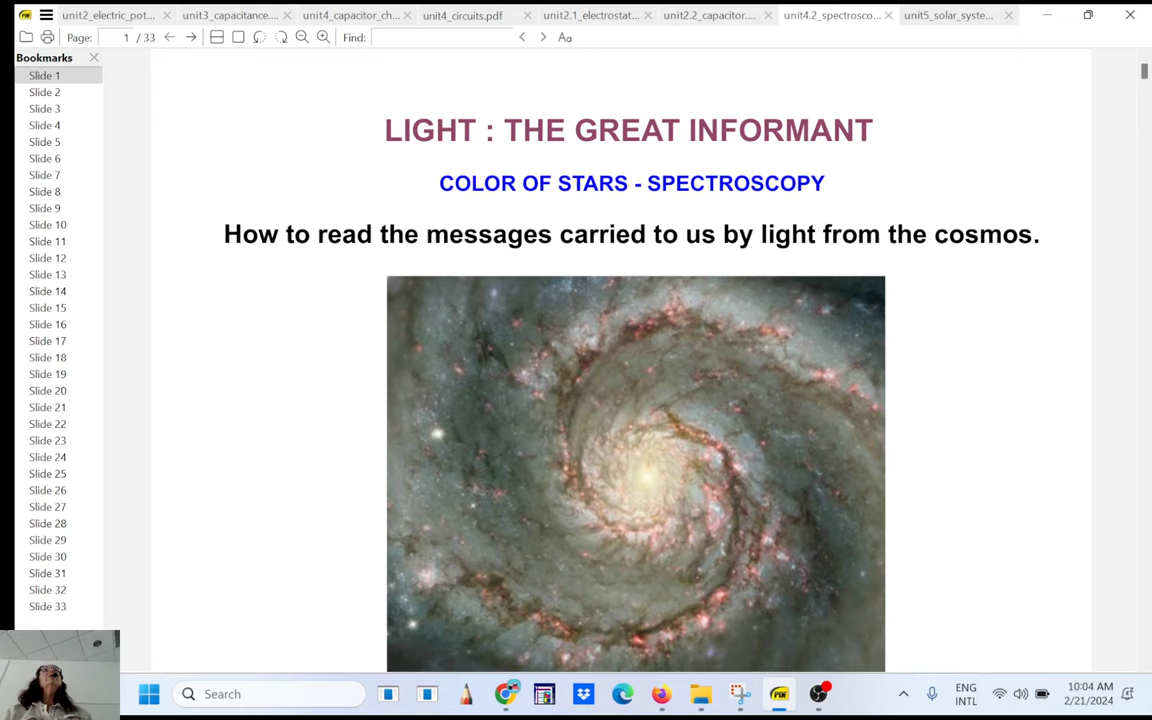 unit2_electric_pot...
unit3_capacitance....
unit4_capacitor_ch...
unit4_circuits.pdf
unit2.1_electrostat...
unit2.2_capacitor....
unit4.2_spectrosco...
unit5_solar_syste...
Page: 1 / 33
Find:
Aa
Bookmarks
Slide 1
Slide 2
Slide 3
Slide 4
Slide 5
Slide 6
Slide 7
Slide 8
Slide 9
Slide 10
Slide 11
Slide 12
Slide 13
Slide 14
Slide 15
Slide 16
Slide 17
Slide 18
Slide 19
Slide 20
Slide 21
Slide 22
Slide 23
Slide 24
Slide 25
Slide 26
Slide 27
Slide 28
Slide 29
Slide 30
Slide 31
Slide 32
Slide 33
LIGHT : THE GREAT INFORMANT
COLOR OF STARS - SPECTROSCOPY
How to read the messages carried to us by light from the cosmos.
Search
PDF
ENG
INTL
10:04 AM
2/21/2024